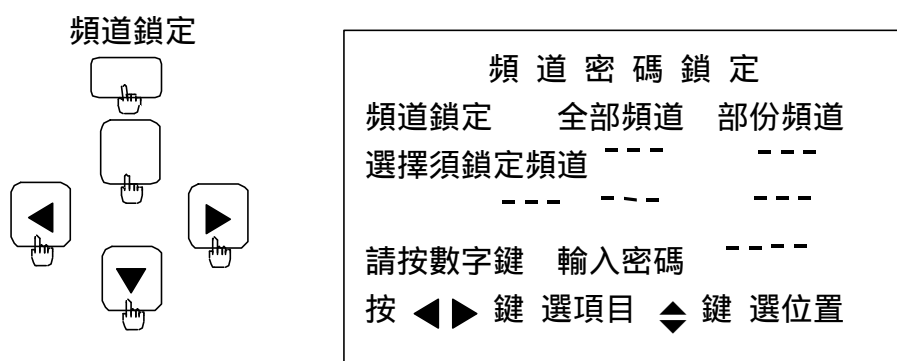 頻道鎖定
頻 道 密 碼 鎖 定
頻道鎖定 全部頻道 部份頻道
選擇須鎖定頻道 --- ---
--- --- ---
請按數字鍵 輸入密碼 ----
按 ◀▶ 鍵 選項目 ◆ 鍵 選位置